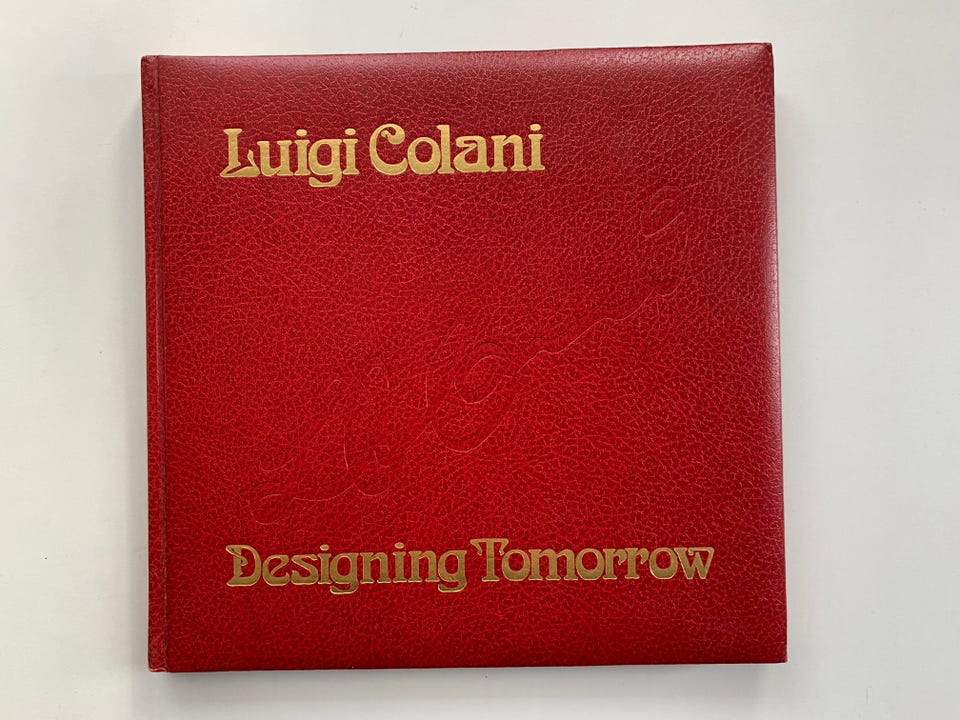 Luigi Colani
Designing Tomorrow